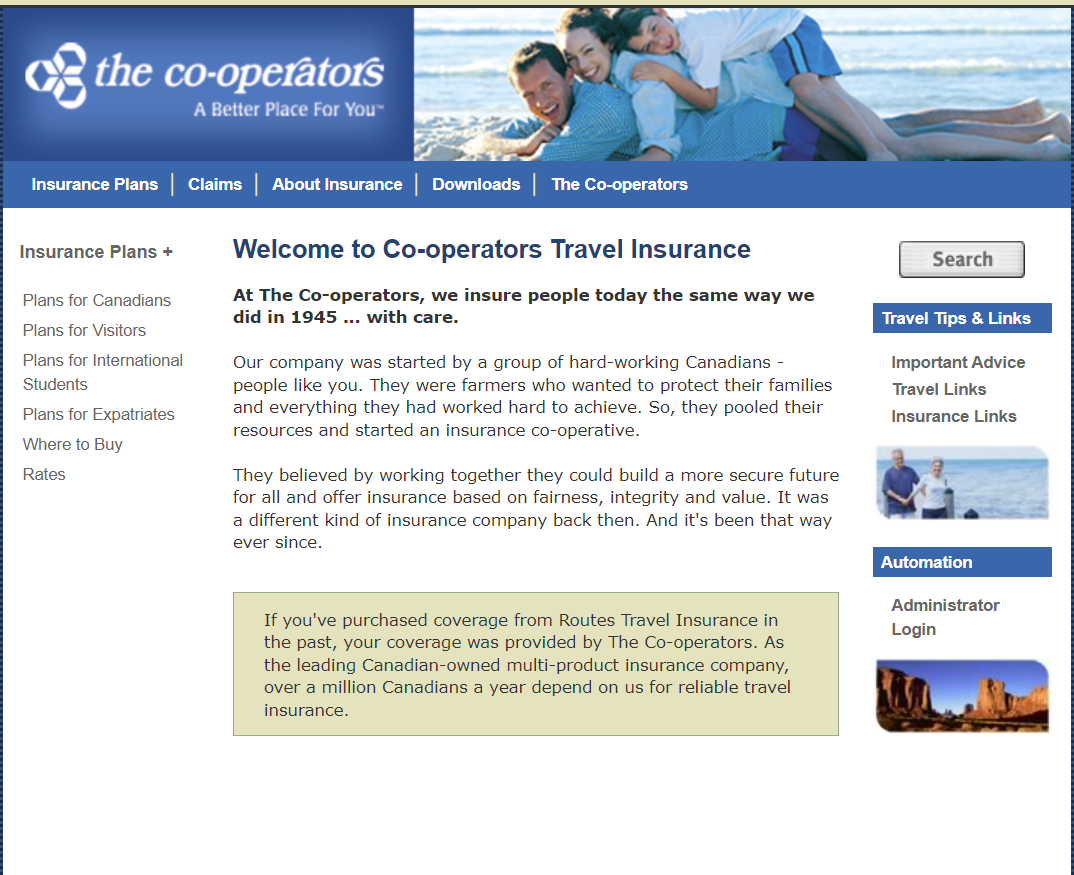 the co-operators
A Better Place For You™
Insurance Plans | Claims | About Insurance | Downloads | The Co-operators
Insurance Plans +
Plans for Canadians
Plans for Visitors
Plans for International
Students
Plans for Expatriates
Where to Buy
Rates
Welcome to Co-operators Travel Insurance
At The Co-operators, we insure people today the same way we
did in 1945 ... with care.
Our company was started by a group of hard-working Canadians -
people like you. They were farmers who wanted to protect their families
and everything they had worked hard to achieve. So, they pooled their
resources and started an insurance co-operative.
They believed by working together they could build a more secure future
for all and offer insurance based on fairness, integrity and value. It was
a different kind of insurance company back then. And it's been that way
ever since.
If you've purchased coverage from Routes Travel Insurance in
the past, your coverage was provided by The Co-operators. As
the leading Canadian-owned multi-product insurance company,
over a million Canadians a year depend on us for reliable travel
insurance.
Search
Travel Tips & Links
Important Advice
Travel Links
Insurance Links
Automation
Administrator
Login